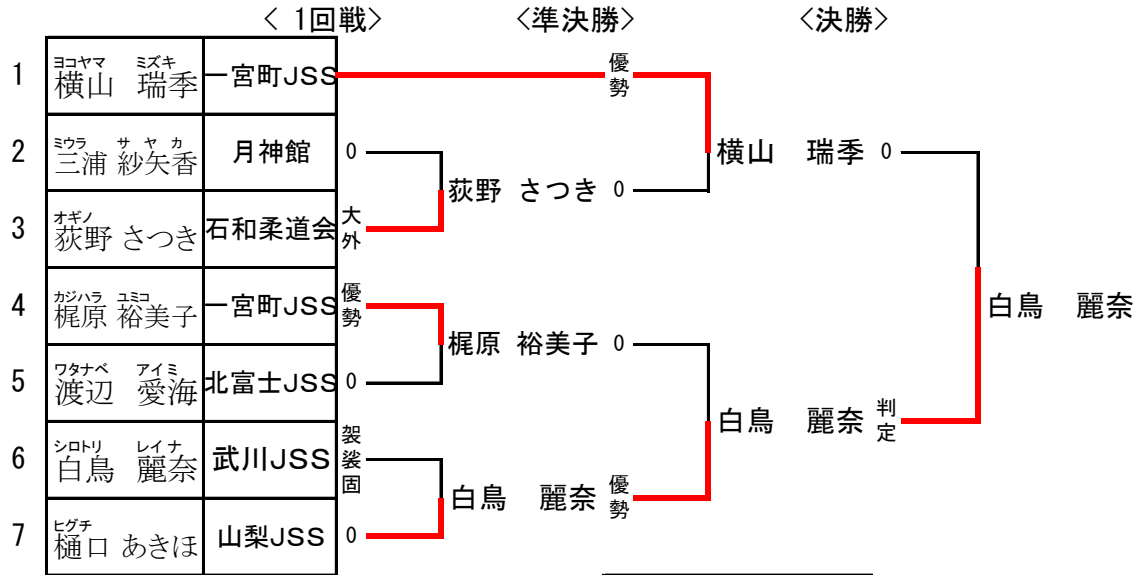 〈 1回戦〉 〈準決勝〉 〈決勝〉
1 ヨコヤマ ミズキ 横山 瑞季 一宮町JSS 優勢
横山 瑞季 0
2 ミウラ サヤカ 三浦 紗矢香 月神館 0
荻野 さつき 0
3 オギノ 荻野 さつき 石和柔道会 大外
白鳥 麗奈
4 カジハラ ユミコ 梶原 裕美子 一宮町JSS 優勢
梶原 裕美子 0
5 ワタナベ アイミ 渡辺 愛海 北富士JSS 0
白鳥 麗奈 判定
6 シロトリ レイナ 白鳥 麗奈 武川JSS 袈裟固
白鳥 麗奈 優勢
7 ヒグチ 樋口 あきほ 山梨JSS 0